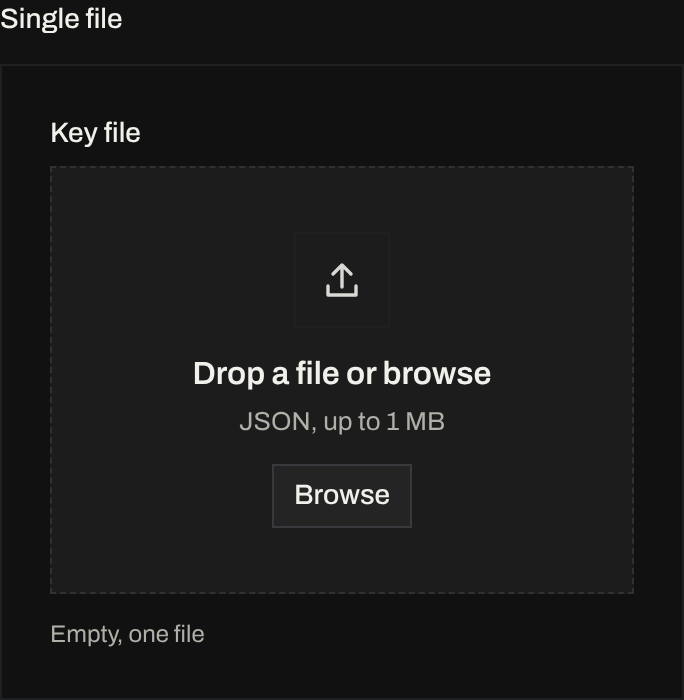 Single file
Key file
Drop a file or browse
JSON, up to 1 MB
Browse
Empty, one file